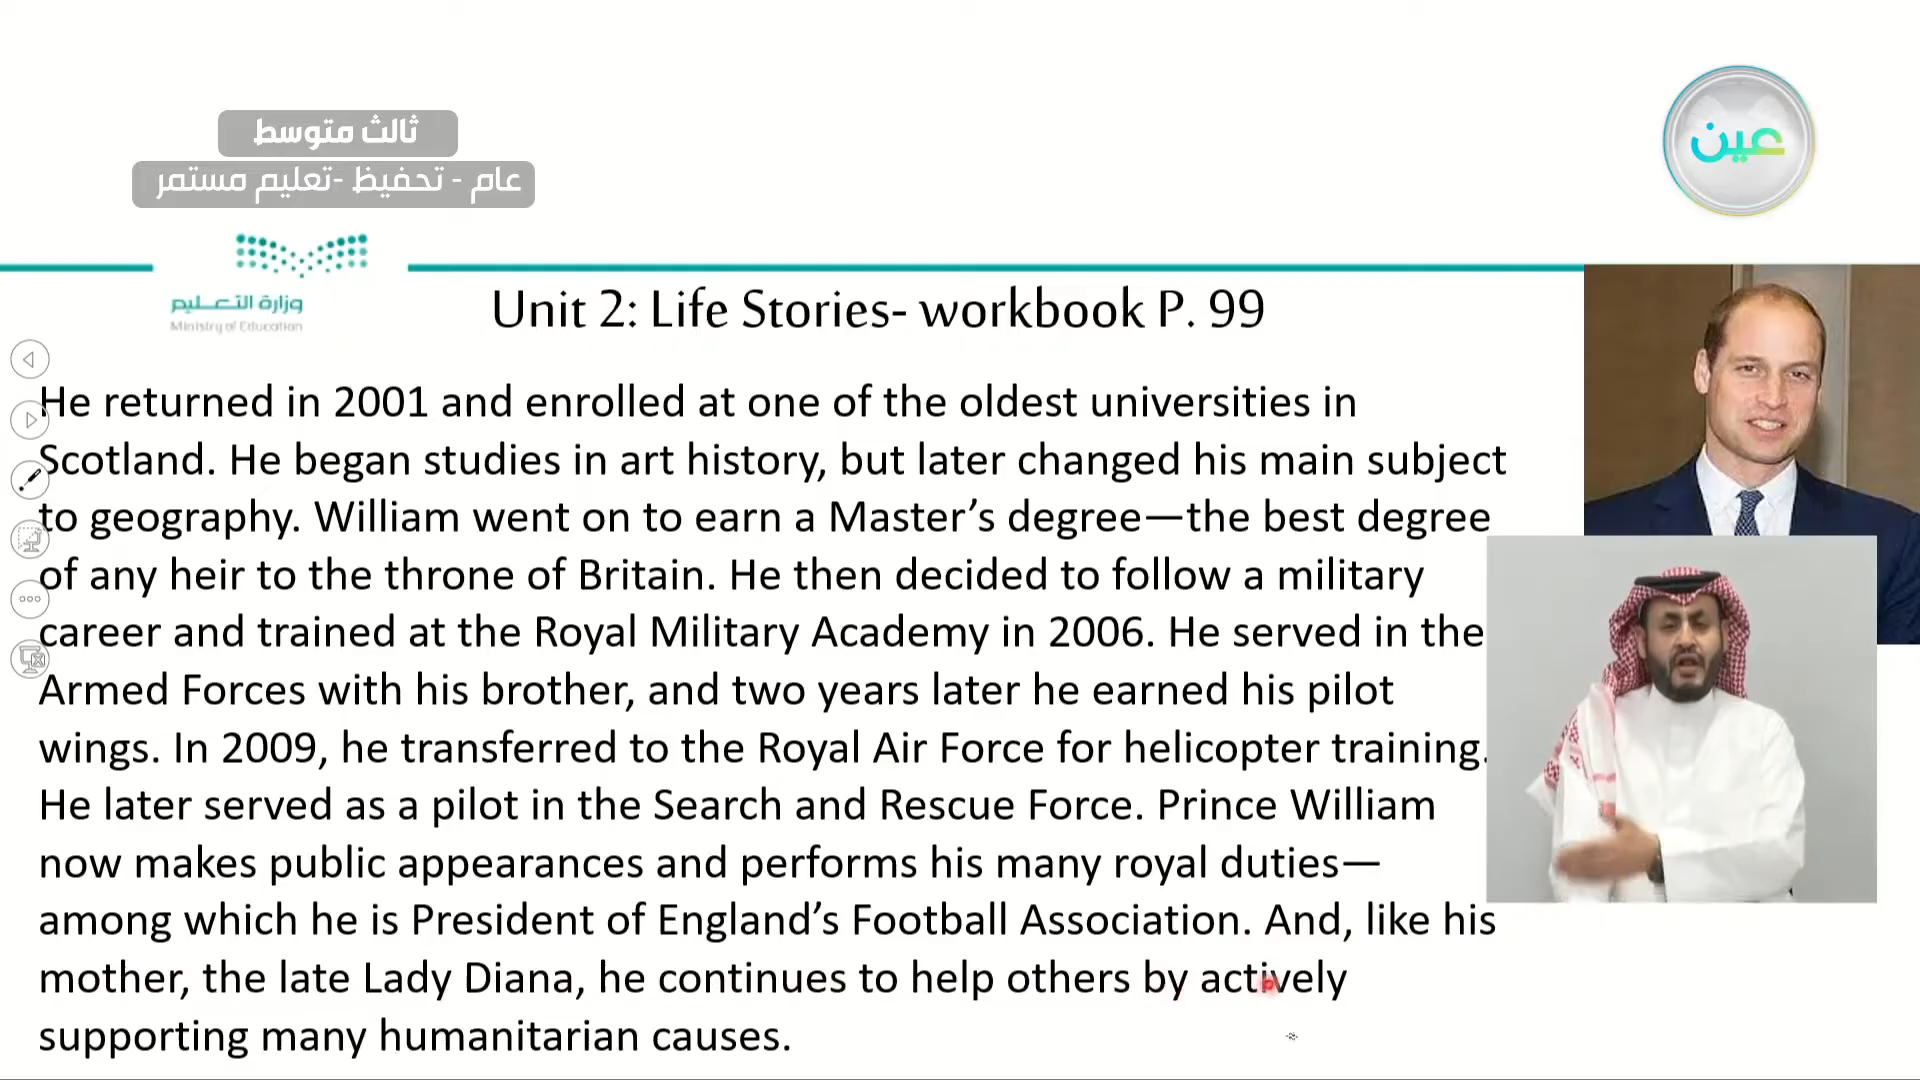 ثالث متوسط
عام - تحفيظ -تعليم مستمر
عين
وزارة التعليم
Ministry of Education
Unit 2: Life Stories- workbook P. 99
He returned in 2001 and enrolled at one of the oldest universities in
Scotland. He began studies in art history, but later changed his main subject
to geography. William went on to earn a Master’s degree—the best degree
of any heir to the throne of Britain. He then decided to follow a military
career and trained at the Royal Military Academy in 2006. He served in the
Armed Forces with his brother, and two years later he earned his pilot
wings. In 2009, he transferred to the Royal Air Force for helicopter training.
He later served as a pilot in the Search and Rescue Force. Prince William
now makes public appearances and performs his many royal duties—
among which he is President of England’s Football Association. And, like his
mother, the late Lady Diana, he continues to help others by actively
supporting many humanitarian causes.